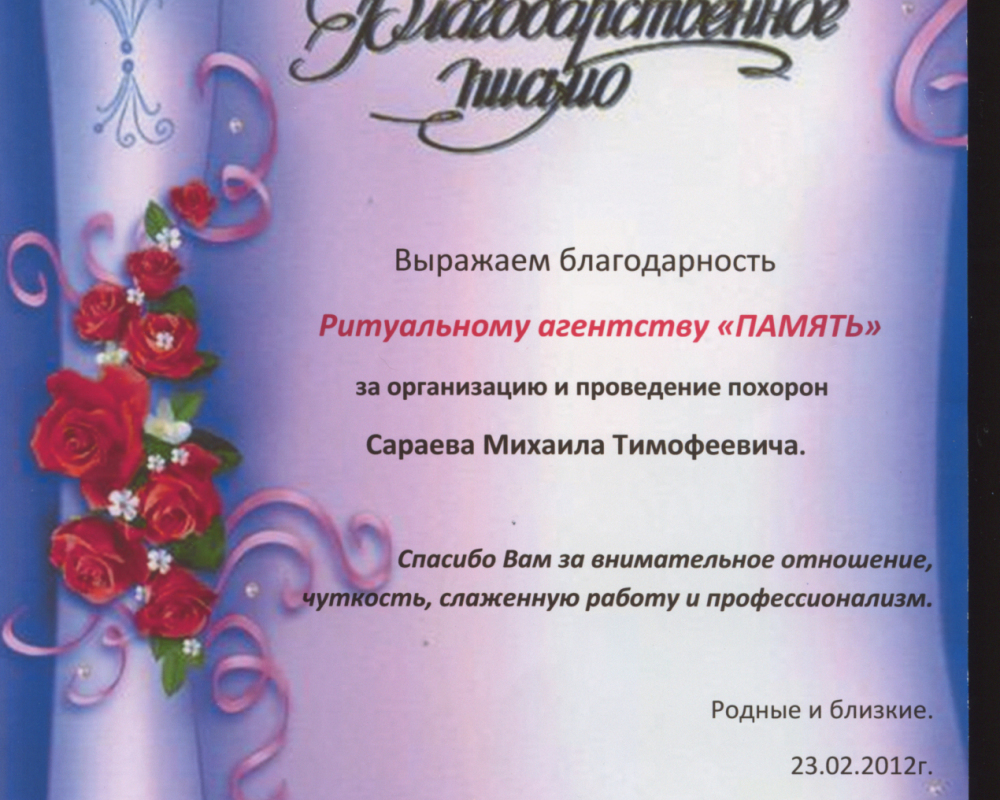 Благодарственное
письмо
Выражаем благодарность
Ритуальному агентству «ПАМЯТЬ»
за организацию и проведение похорон
Сараева Михаила Тимофеевича.
Спасибо Вам за внимательное отношение,
чуткость, слаженную работу и профессионализм.
Родные и близкие.
23.02.2012г.